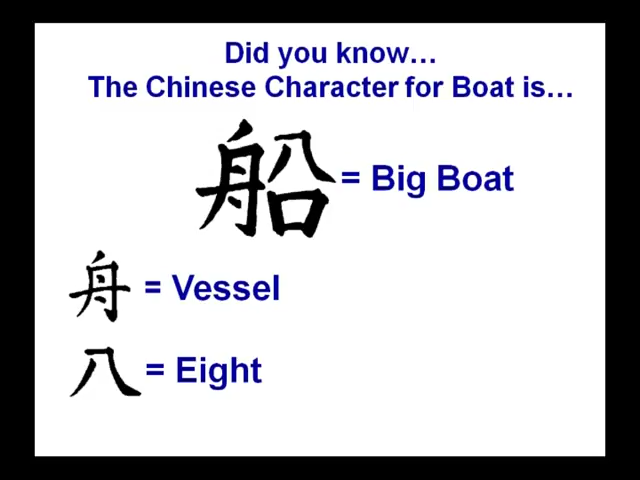 Did you know…
The Chinese Character for Boat is…
船 = Big Boat
舟 = Vessel
八 = Eight